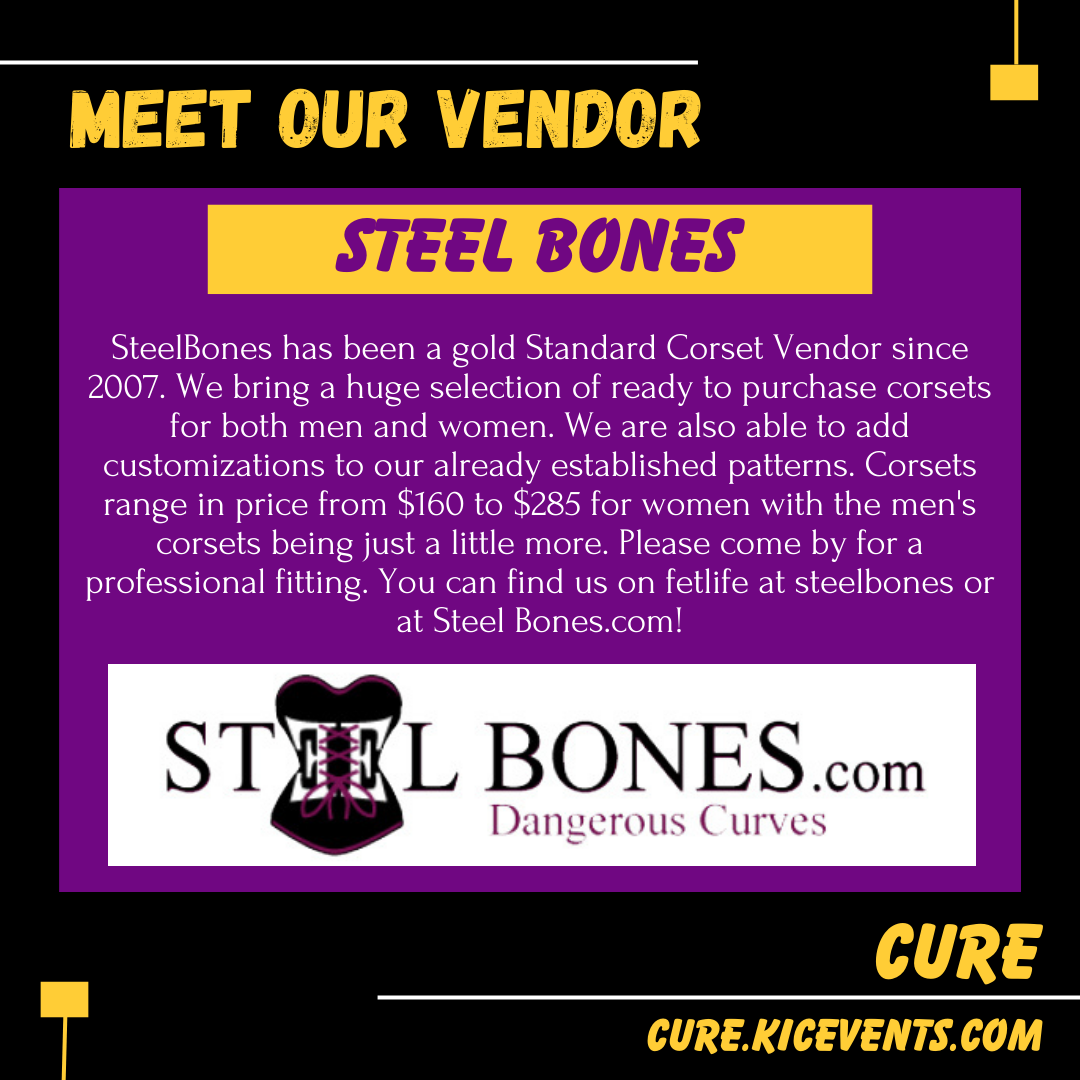 MEET OUR VENDOR
STEEL BONES
SteelBones has been a gold Standard Corset Vendor since
2007. We bring a huge selection of ready to purchase corsets
for both men and women. We are also able to add
customizations to our already established patterns. Corsets
range in price from $160 to $285 for women with the men's
corsets being just a little more. Please come by for a
professional fitting. You can find us on fetlife at steelbones or
at Steel Bones.com!
STEEL BONES.com
Dangerous Curves
CURE
CURE.KICEVENTS.COM